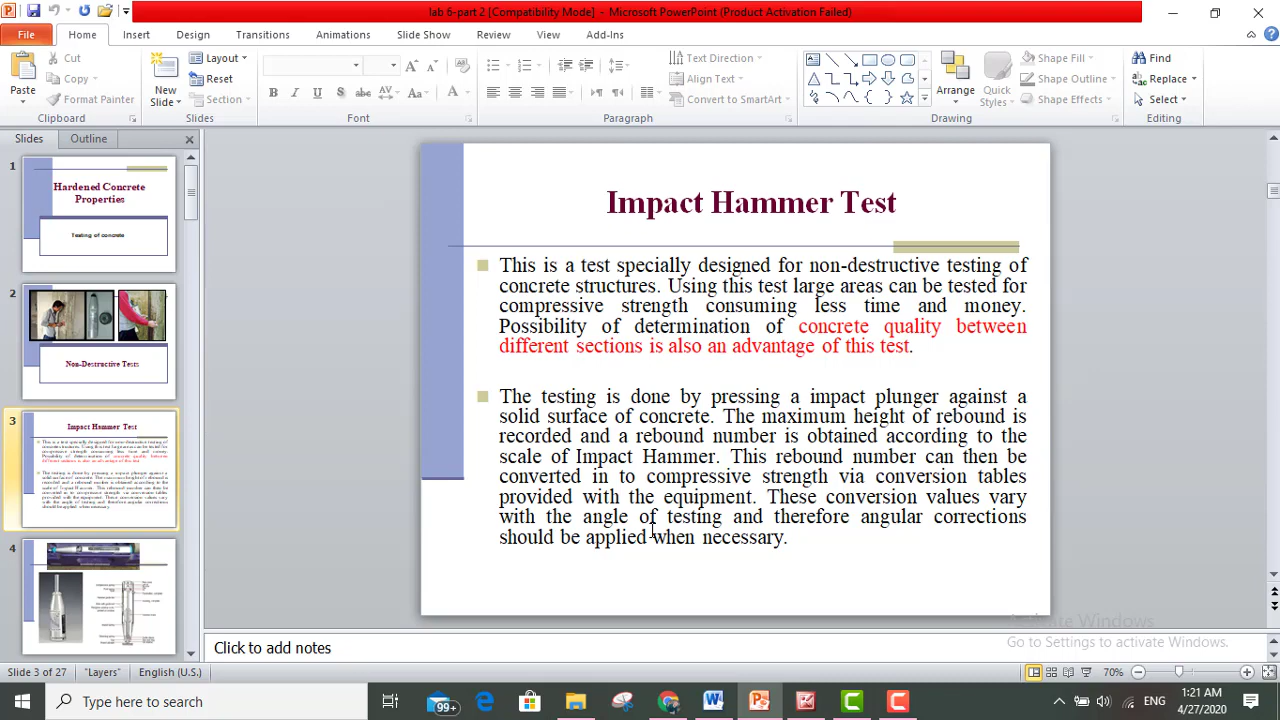 lab 6-part 2 [Compatibility Mode] - Microsoft PowerPoint (Product Activation Failed)
File Home Insert Design Transitions Animations Slide Show Review View Add-Ins
Paste
Cut
Copy
Format Painter
Clipboard
New Slide
Layout
Reset
Section
Slides
B I U S abc AV Aa A
Font
Text Direction
Align Text
Convert to SmartArt
Paragraph
Arrange
Quick Styles
Shape Fill
Shape Outline
Shape Effects
Drawing
Find
Replace
Select
Editing
Slides Outline
1
Hardened Concrete
Properties
Testing of concrete
2
Non-Destructive Tests
3
Impact Hammer Test
4
Impact Hammer Test
This is a test specially designed for non-destructive testing of
concrete structures. Using this test large areas can be tested for
compressive strength consuming less time and money.
Possibility of determination of concrete quality between
different sections is also an advantage of this test.
The testing is done by pressing a impact plunger against a
solid surface of concrete. The maximum height of rebound is
recorded and a rebound number is obtained according to the
scale of Impact Hammer. This rebound number can then be
converted in to compressive strength via conversion tables
provided with the equipment. These conversion values vary
with the angle of testing and therefore angular corrections
should be applied when necessary.
Activate Windows
Go to Settings to activate Windows.
Click to add notes
Slide 3 of 27 "Layers" English (U.S.) 70%
Type here to search
99+
ENG
1:21 AM
4/27/2020